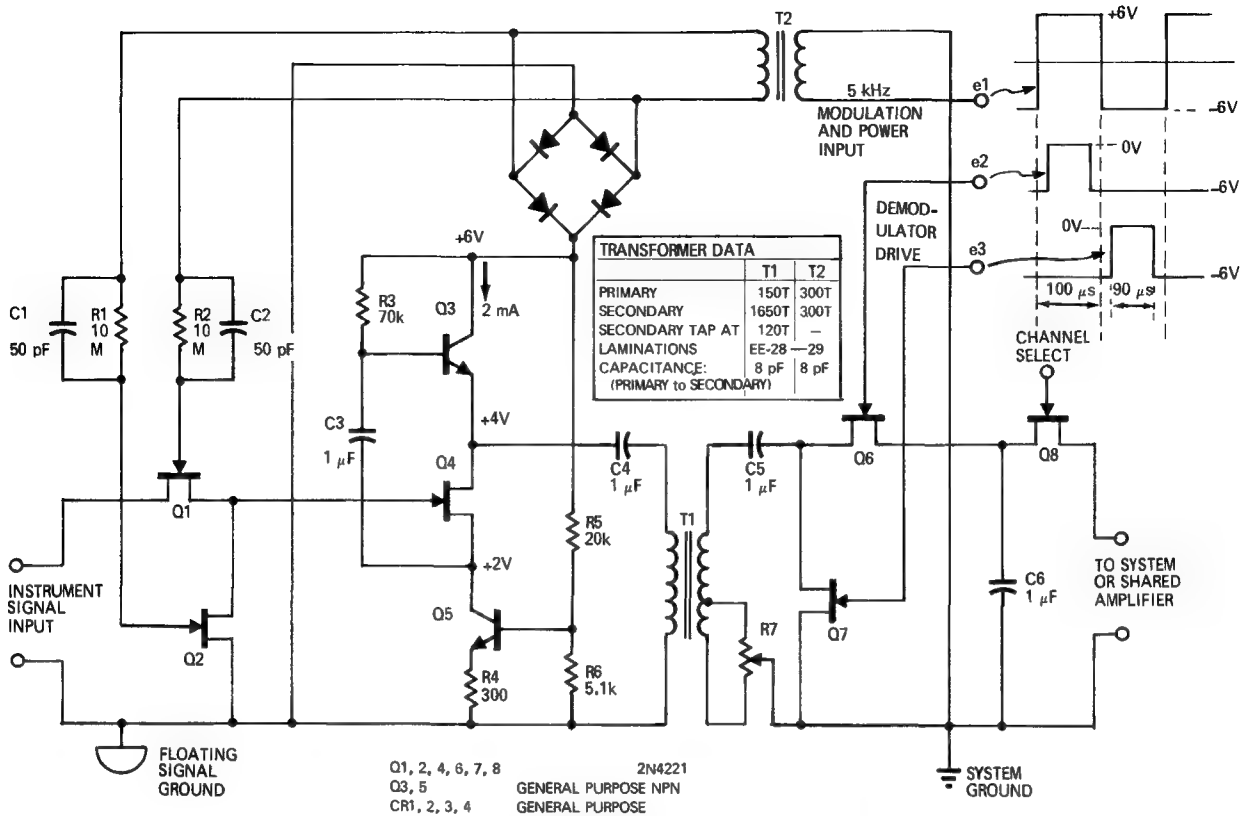 T2
+6V
e1
5 kHz
MODULATION
AND POWER
INPUT
-6V
e2
0V
-6V
DEMOD-
ULATOR
DRIVE
e3
0V
-6V
100 μs
90 μs
CHANNEL
SELECT
TRANSFORMER DATA
T1 T2
PRIMARY 150T 300T
SECONDARY 1650T 300T
SECONDARY TAP AT 120T —
LAMINATIONS EE-28—29
CAPACITANCE: 8 pF 8 pF
(PRIMARY to SECONDARY)
+6V
2 mA
C1
50 pF
R1
10
M
R2
10
M
C2
50 pF
R3
70k
Q3
C3
1 μF
+4V
Q4
C4
1 μF
C5
1 μF
Q6
Q8
Q1
T1
R5
20k
+2V
INSTRUMENT
SIGNAL
INPUT
Q5
Q2
R4
300
R6
5.1k
R7
Q7
C6
1 μF
TO SYSTEM
OR SHARED
AMPLIFIER
FLOATING
SIGNAL
GROUND
SYSTEM
GROUND
Q1, 2, 4, 6, 7, 8 2N4221
Q3, 5 GENERAL PURPOSE NPN
CR1, 2, 3, 4 GENERAL PURPOSE